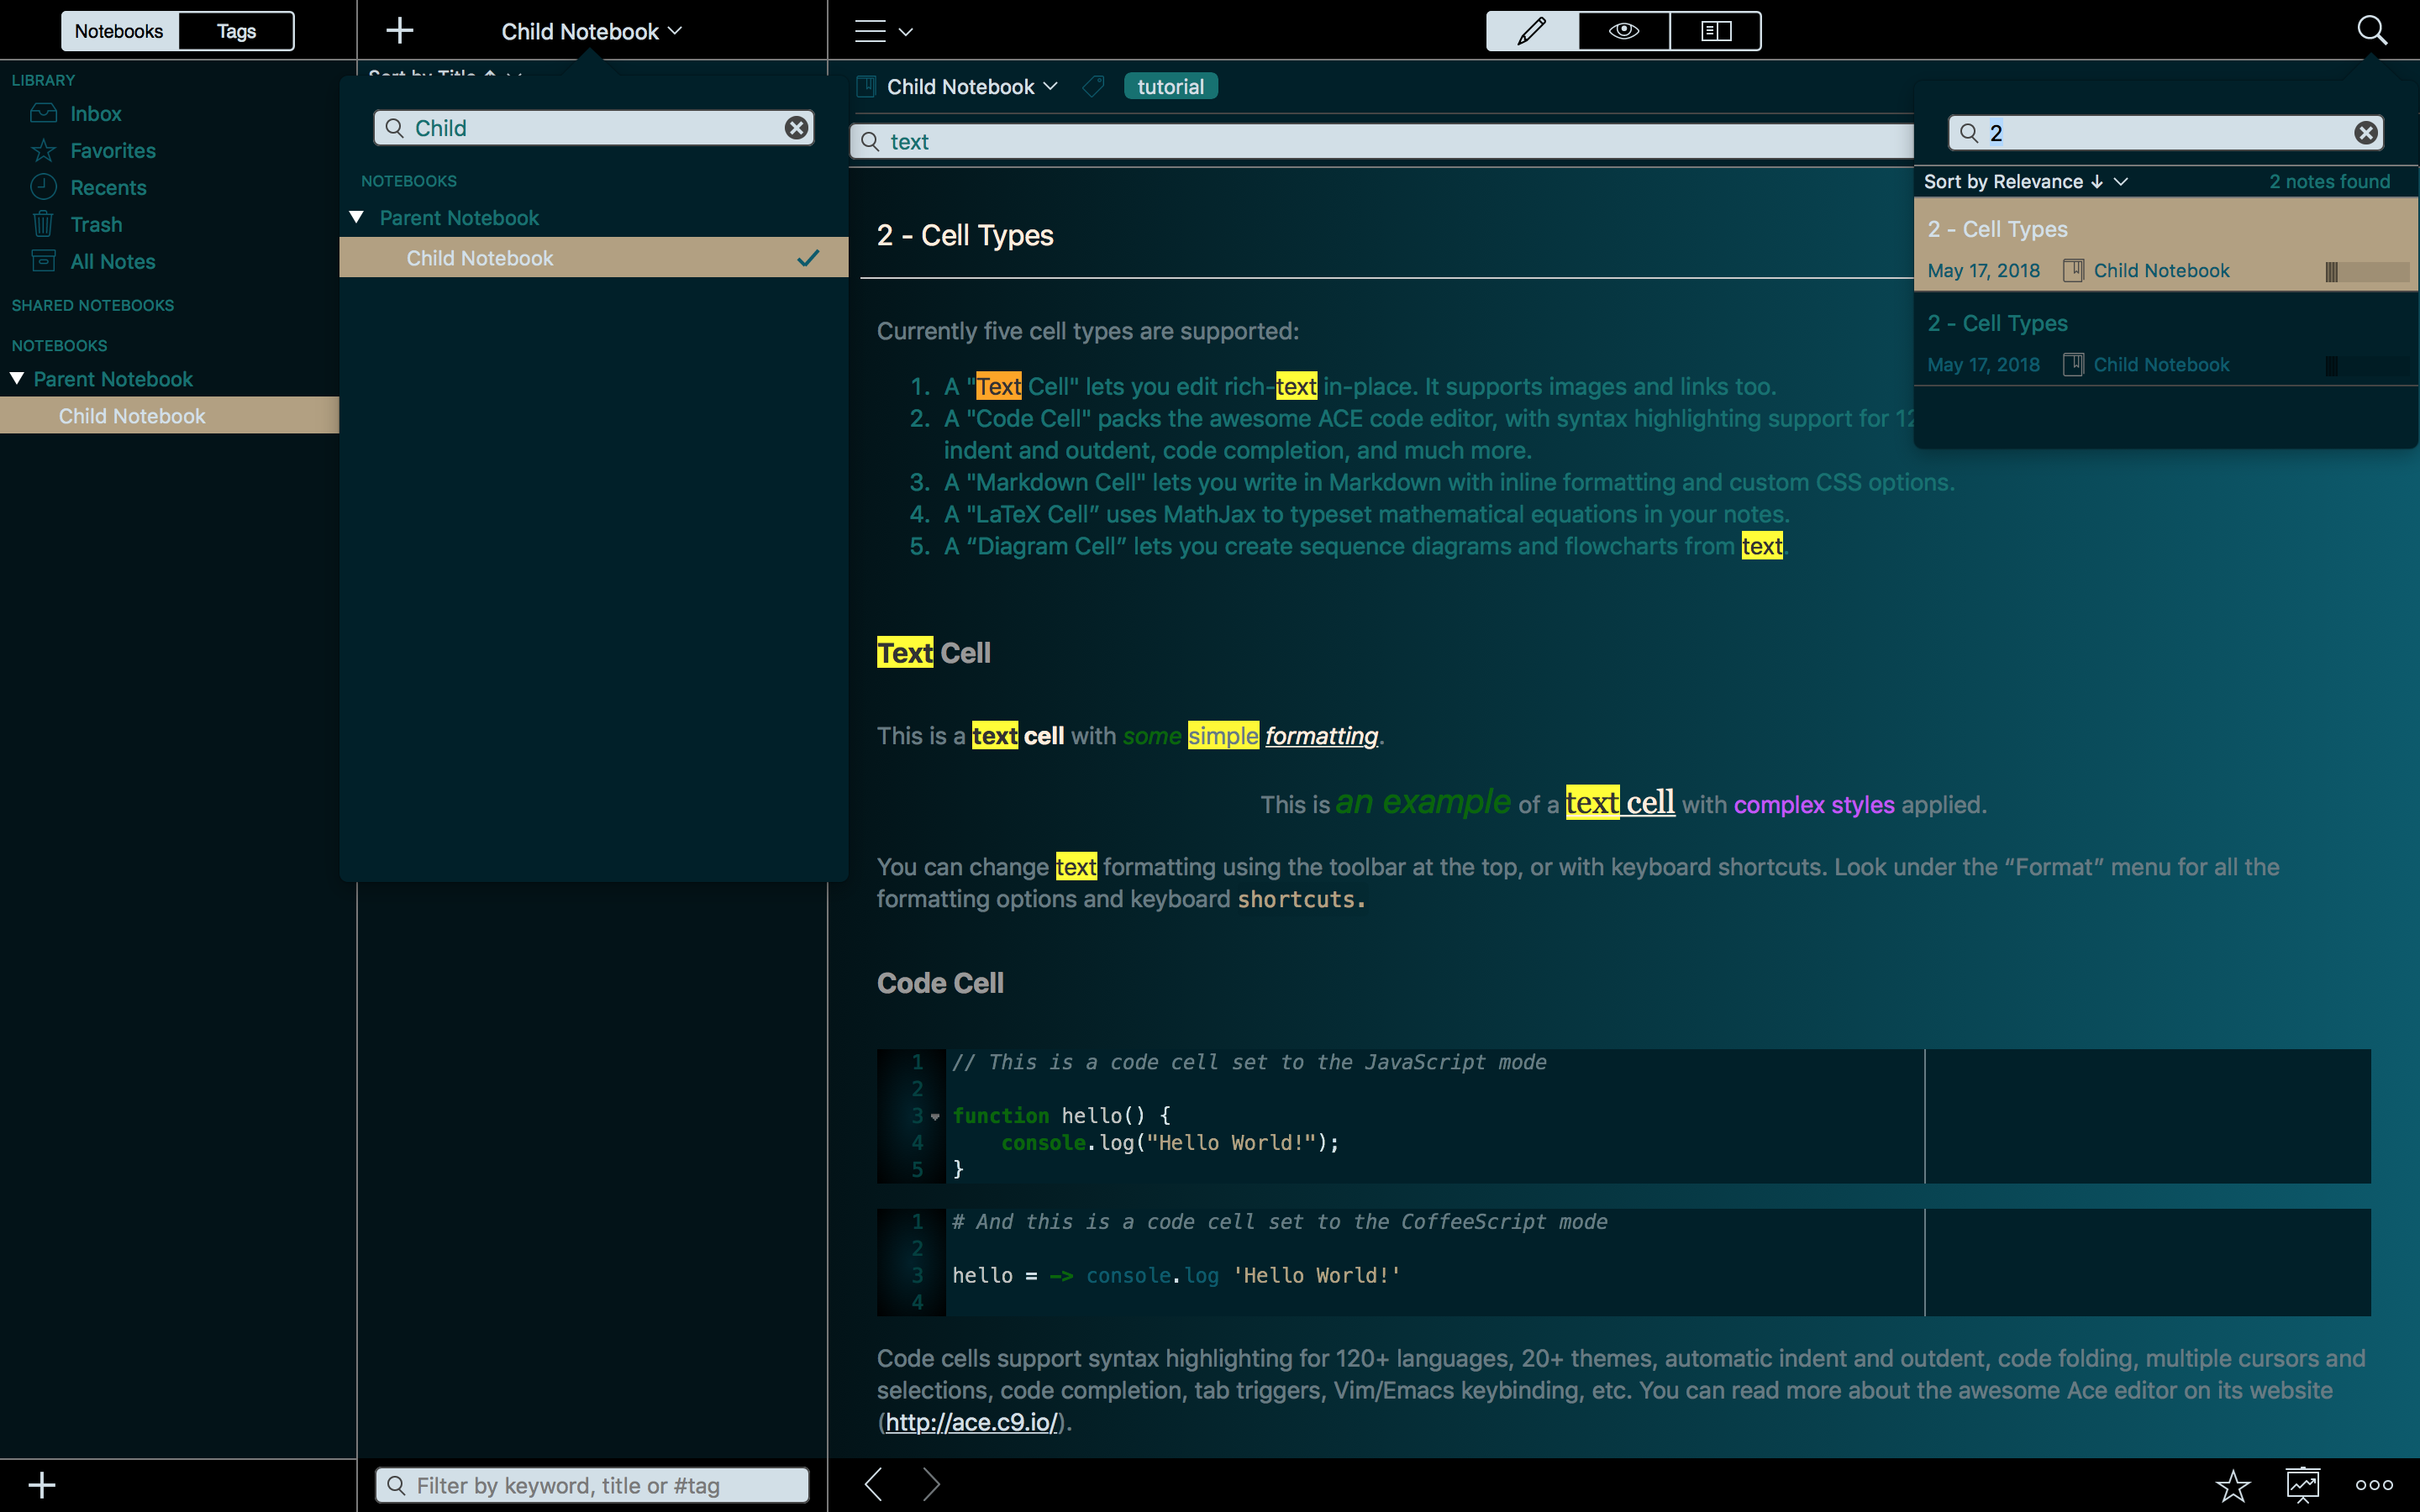 Notebooks Tags
Child Notebook
LIBRARY
Inbox
Favorites
Recents
Trash
All Notes
SHARED NOTEBOOKS
NOTEBOOKS
Parent Notebook
Child Notebook
Sort by Title
Child
NOTEBOOKS
Parent Notebook
Child Notebook
Filter by keyword, title or #tag
Child Notebook tutorial
text
2 - Cell Types
Currently five cell types are supported:
1. A "Text Cell" lets you edit rich-text in-place. It supports images and links too.
2. A "Code Cell" packs the awesome ACE code editor, with syntax highlighting support for
indent and outdent, code completion, and much more.
3. A "Markdown Cell" lets you write in Markdown with inline formatting and custom CSS options.
4. A "LaTeX Cell” uses MathJax to typeset mathematical equations in your notes.
5. A “Diagram Cell” lets you create sequence diagrams and flowcharts from text.
Text Cell
This is a text cell with some simple formatting.
This is an example of a text cell with complex styles applied.
You can change text formatting using the toolbar at the top, or with keyboard shortcuts. Look under the “Format” menu for all the
formatting options and keyboard shortcuts.
Code Cell
1 // This is a code cell set to the JavaScript mode
2
3 function hello() {
4 console.log("Hello World!");
5 }
1 # And this is a code cell set to the CoffeeScript mode
2
3 hello = -> console.log 'Hello World!'
4
Code cells support syntax highlighting for 120+ languages, 20+ themes, automatic indent and outdent, code folding, multiple cursors and
selections, code completion, tab triggers, Vim/Emacs keybinding, etc. You can read more about the awesome Ace editor on its website
(http://ace.c9.io/).
2
Sort by Relevance 2 notes found
2 - Cell Types
May 17, 2018 Child Notebook
2 - Cell Types
May 17, 2018 Child Notebook